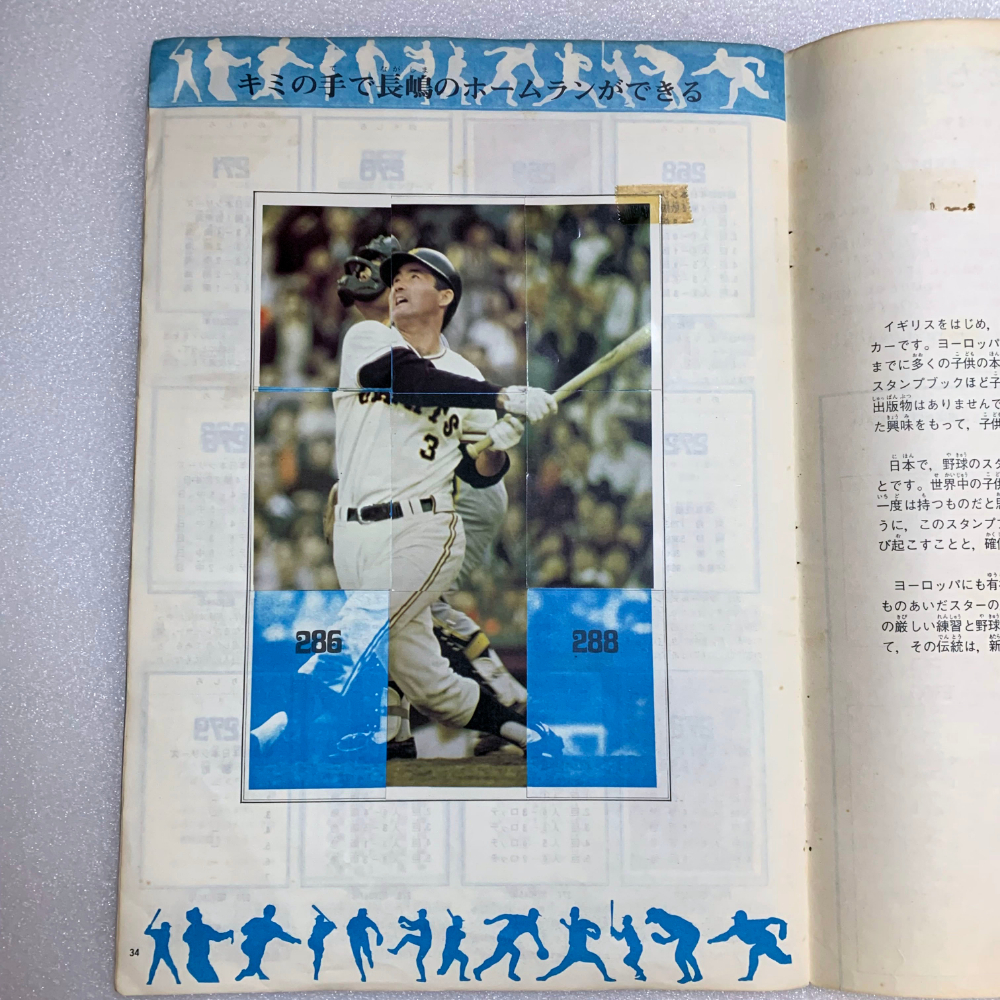 キミの手で長嶋のホームランができる
GIANTS
3
286
288
34
イギリスをはじめ,
カーです。ヨーロッパ
までに多くの子供の本
スタンプブックほど子
出版物はありませんで
た興味をもって, 子供
日本で, 野球のスタ
とです。世界中の子供
一度は持つものだと思
うに, このスタンプブ
び起こすことと, 確信
ヨーロッパにも有
ものあいだスターの
の厳しい練習と野球
て, その伝統は, 新